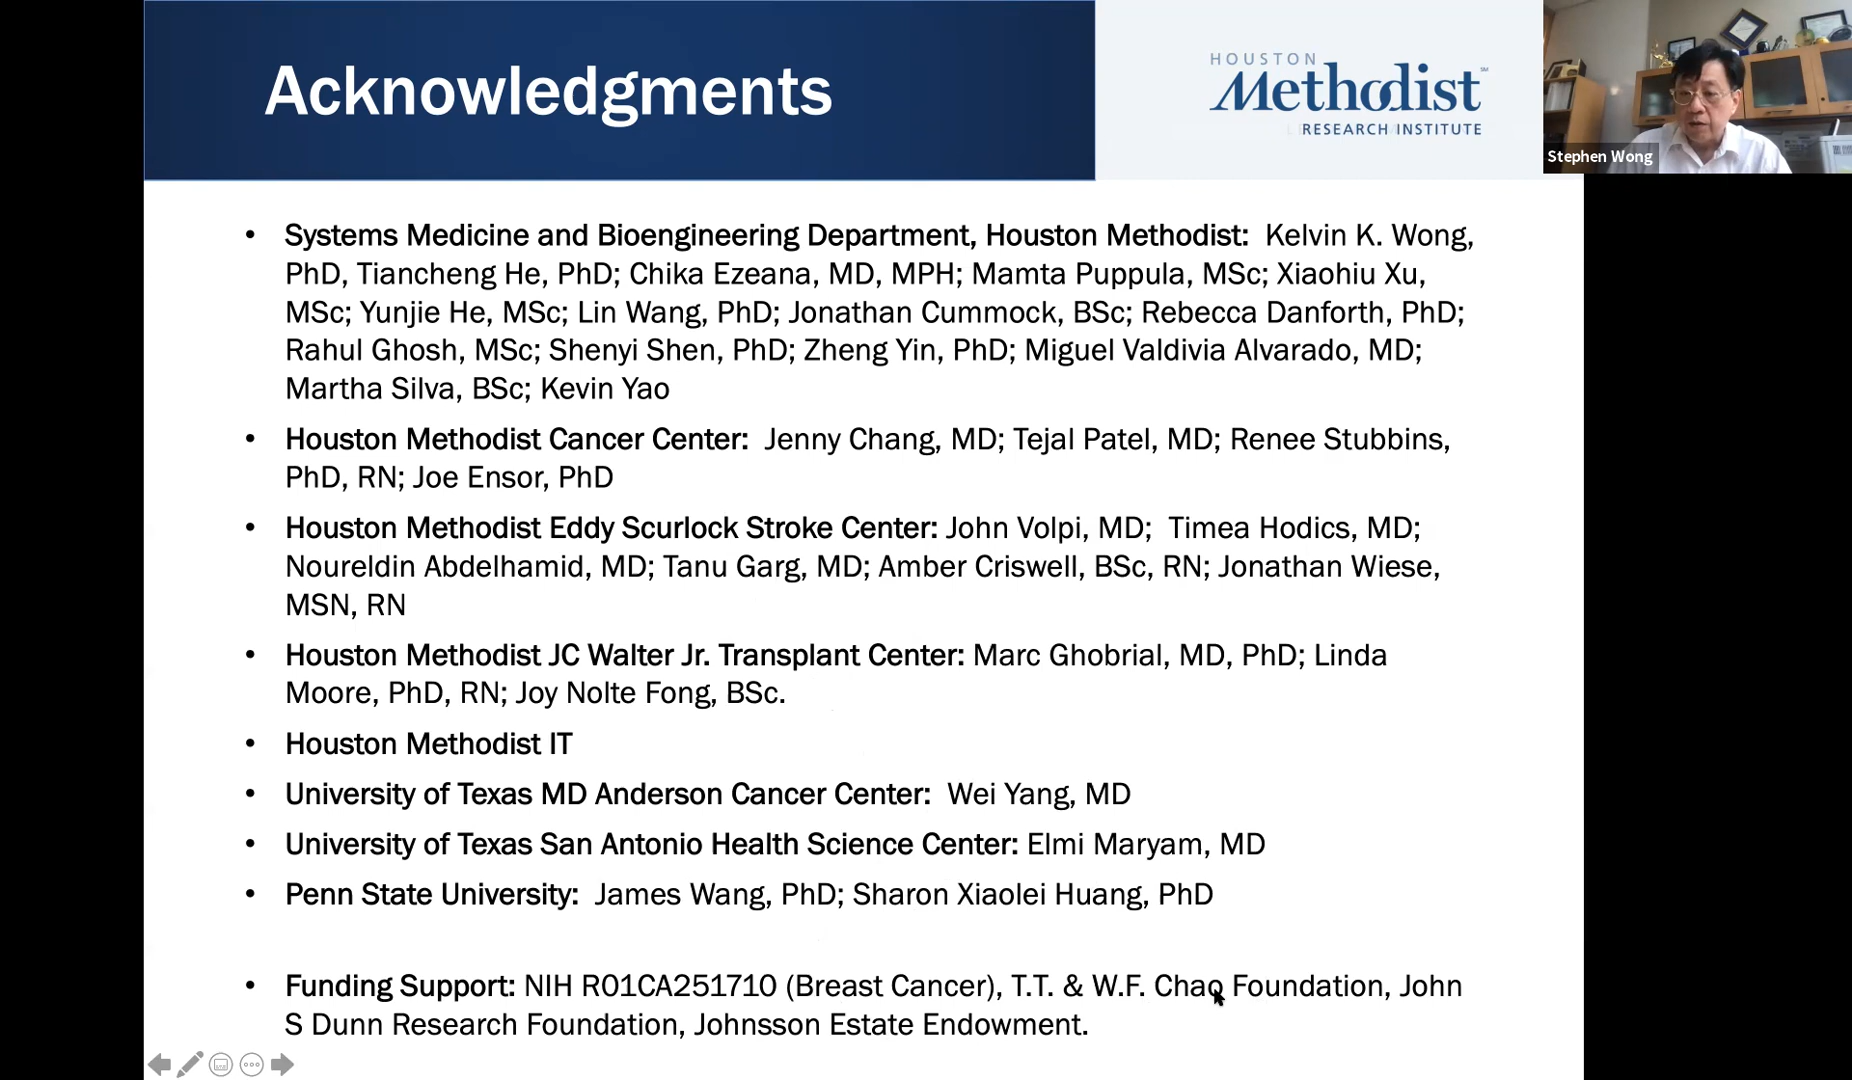 Acknowledgments
HOUSTON
Methodist
RESEARCH INSTITUTE
Stephen Wong
• Systems Medicine and Bioengineering Department, Houston Methodist: Kelvin K. Wong,
PhD, Tiancheng He, PhD; Chika Ezeana, MD, MPH; Mamta Puppula, MSc; Xiaohiu Xu,
MSc; Yunjie He, MSc; Lin Wang, PhD; Jonathan Cummock, BSc; Rebecca Danforth, PhD;
Rahul Ghosh, MSc; Shenyi Shen, PhD; Zheng Yin, PhD; Miguel Valdivia Alvarado, MD;
Martha Silva, BSc; Kevin Yao
• Houston Methodist Cancer Center: Jenny Chang, MD; Tejal Patel, MD; Renee Stubbins,
PhD, RN; Joe Ensor, PhD
• Houston Methodist Eddy Scurlock Stroke Center: John Volpi, MD; Timea Hodics, MD;
Noureldin Abdelhamid, MD; Tanu Garg, MD; Amber Criswell, BSc, RN; Jonathan Wiese,
MSN, RN
• Houston Methodist JC Walter Jr. Transplant Center: Marc Ghobrial, MD, PhD; Linda
Moore, PhD, RN; Joy Nolte Fong, BSc.
• Houston Methodist IT
• University of Texas MD Anderson Cancer Center: Wei Yang, MD
• University of Texas San Antonio Health Science Center: Elmi Maryam, MD
• Penn State University: James Wang, PhD; Sharon Xiaolei Huang, PhD
• Funding Support: NIH R01CA251710 (Breast Cancer), T.T. & W.F. Chao Foundation, John
S Dunn Research Foundation, Johnsson Estate Endowment.